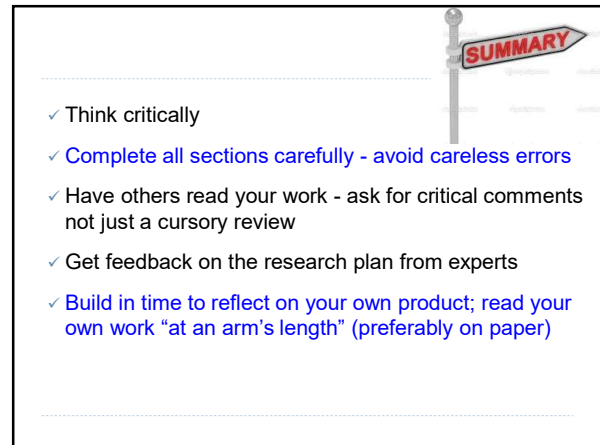 SUMMARY
✓ Think critically
✓ Complete all sections carefully - avoid careless errors
✓ Have others read your work - ask for critical comments
not just a cursory review
✓ Get feedback on the research plan from experts
✓ Build in time to reflect on your own product; read your
own work “at an arm’s length” (preferably on paper)